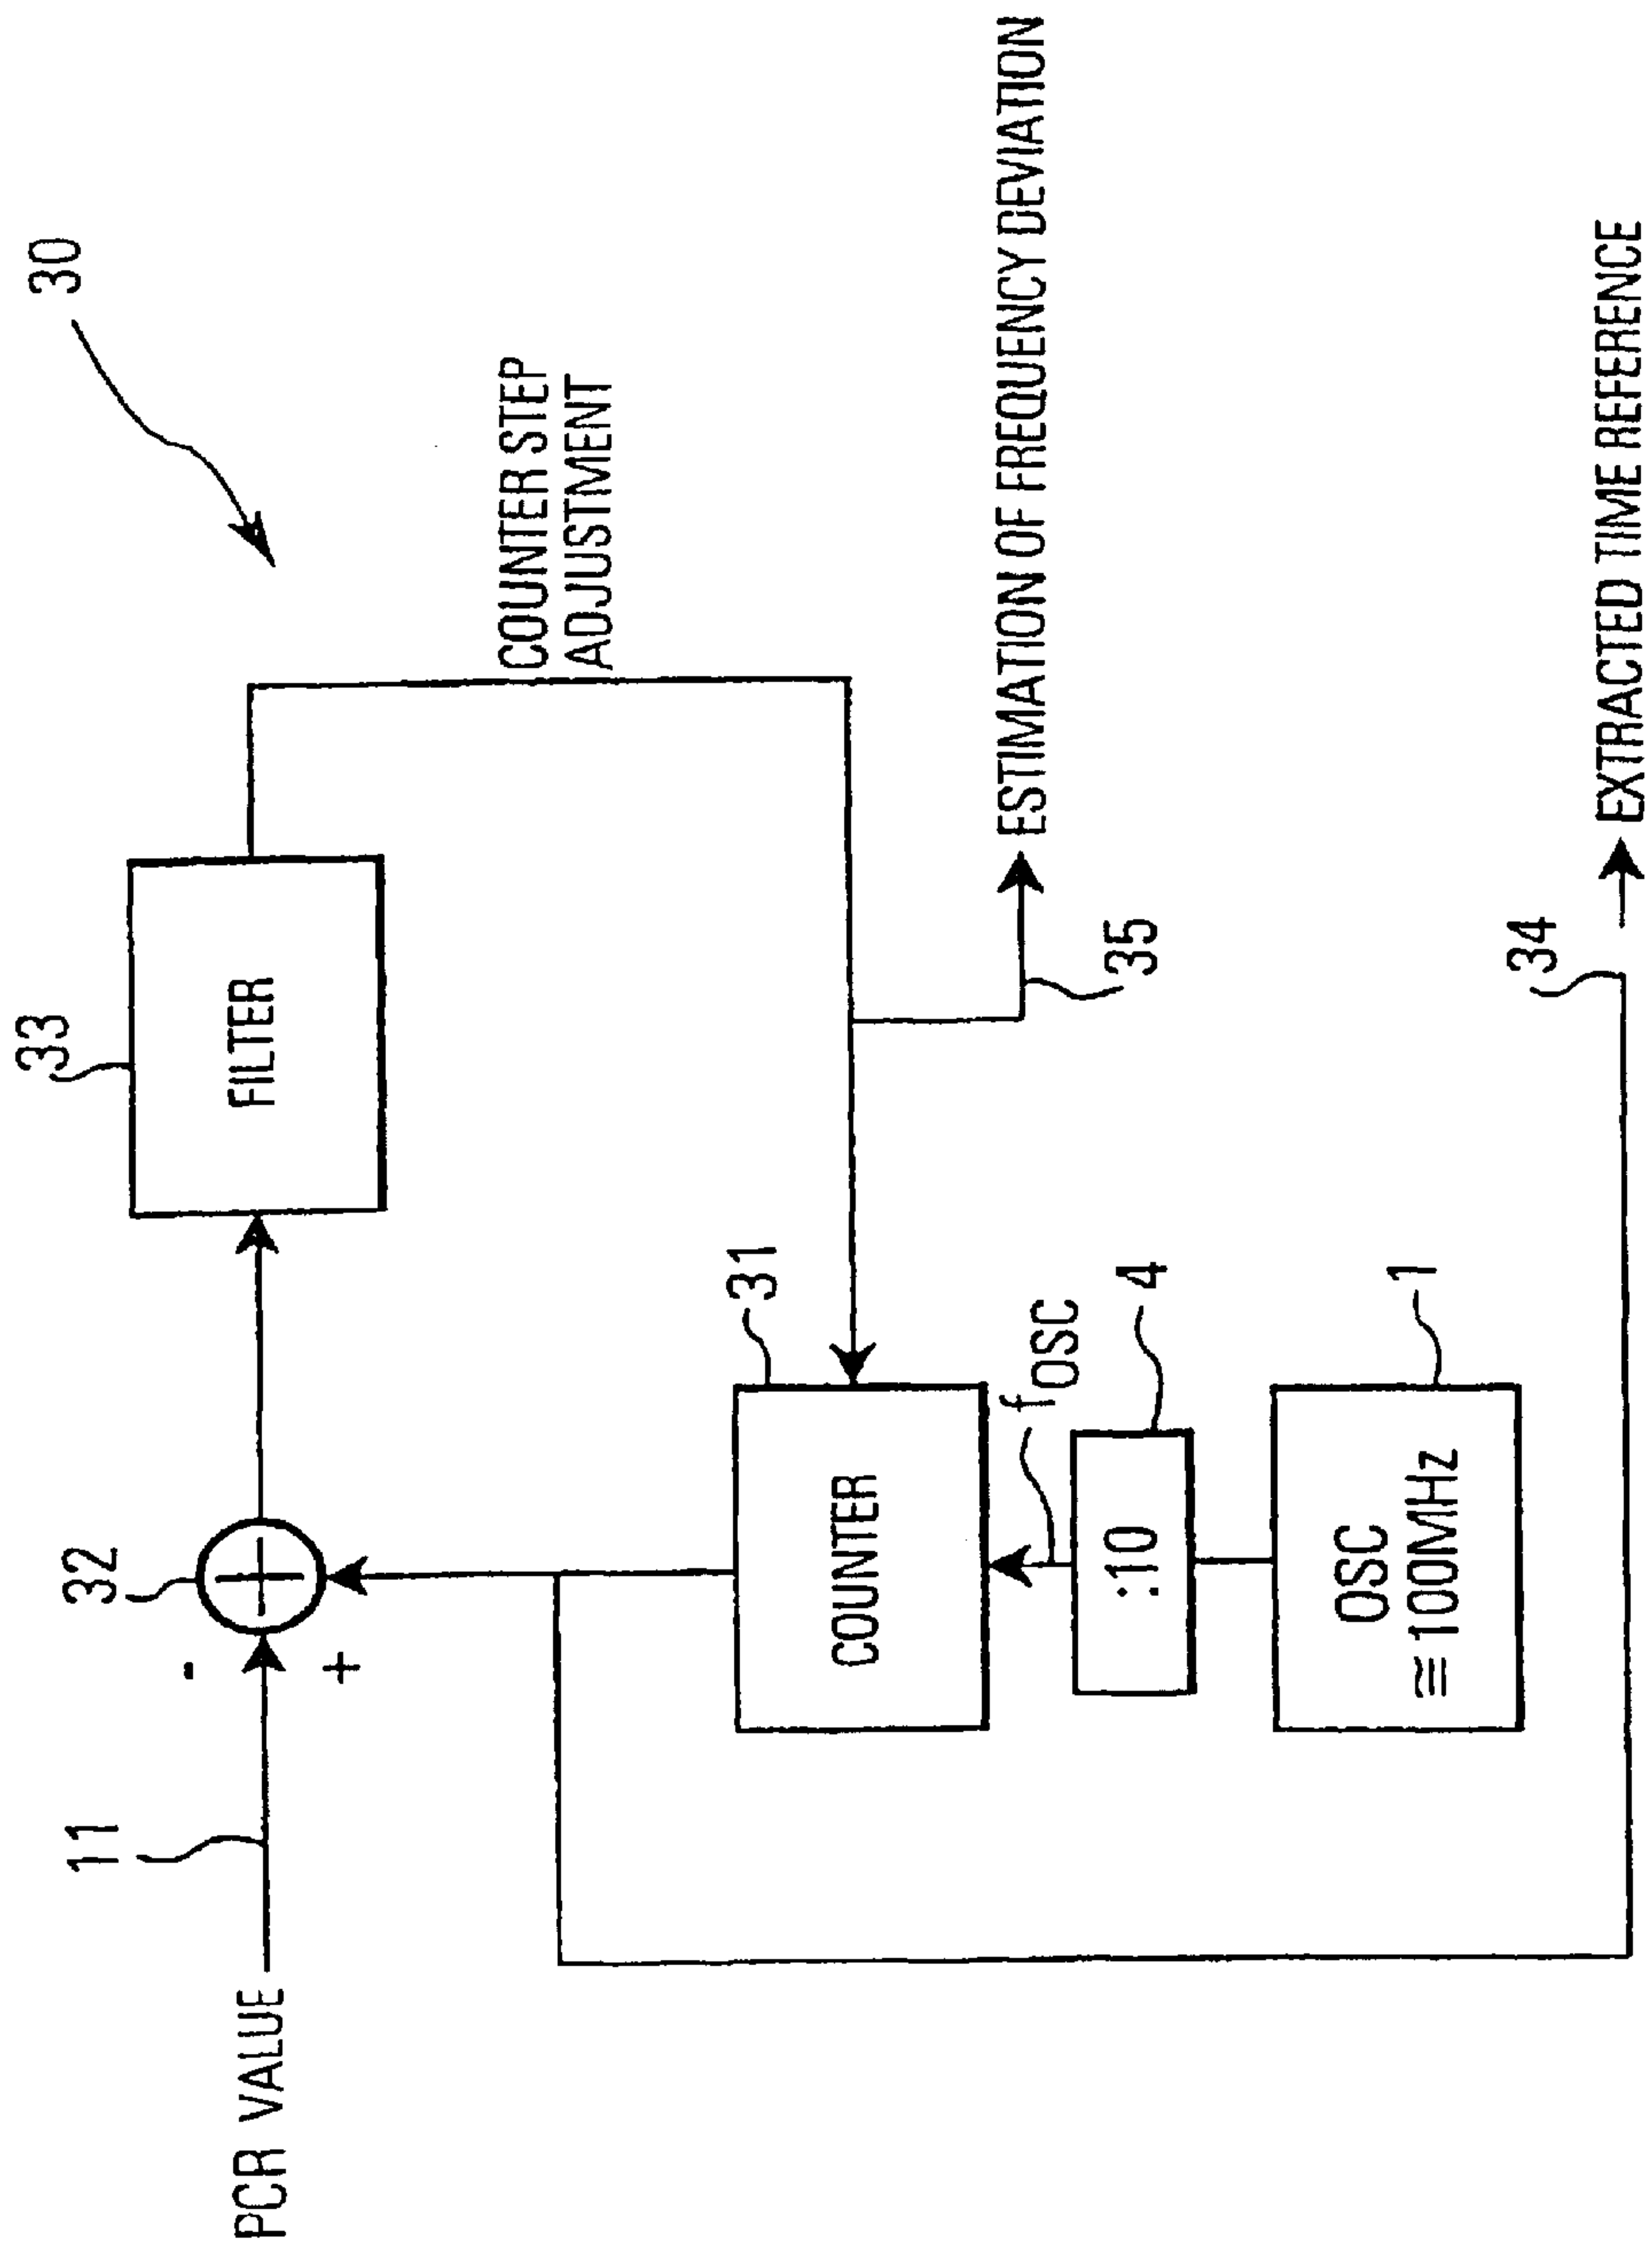 30
33
FILTER
COUNTER STEP
ADJUSTMENT
32
-
+
11
PCR VALUE
31
COUNTER
ESTIMATION OF FREQUENCY DEVIATION
35
fOSC
4
:10
1
OSC
≅ 100MHz
34
EXTRACTED TIME REFERENCE